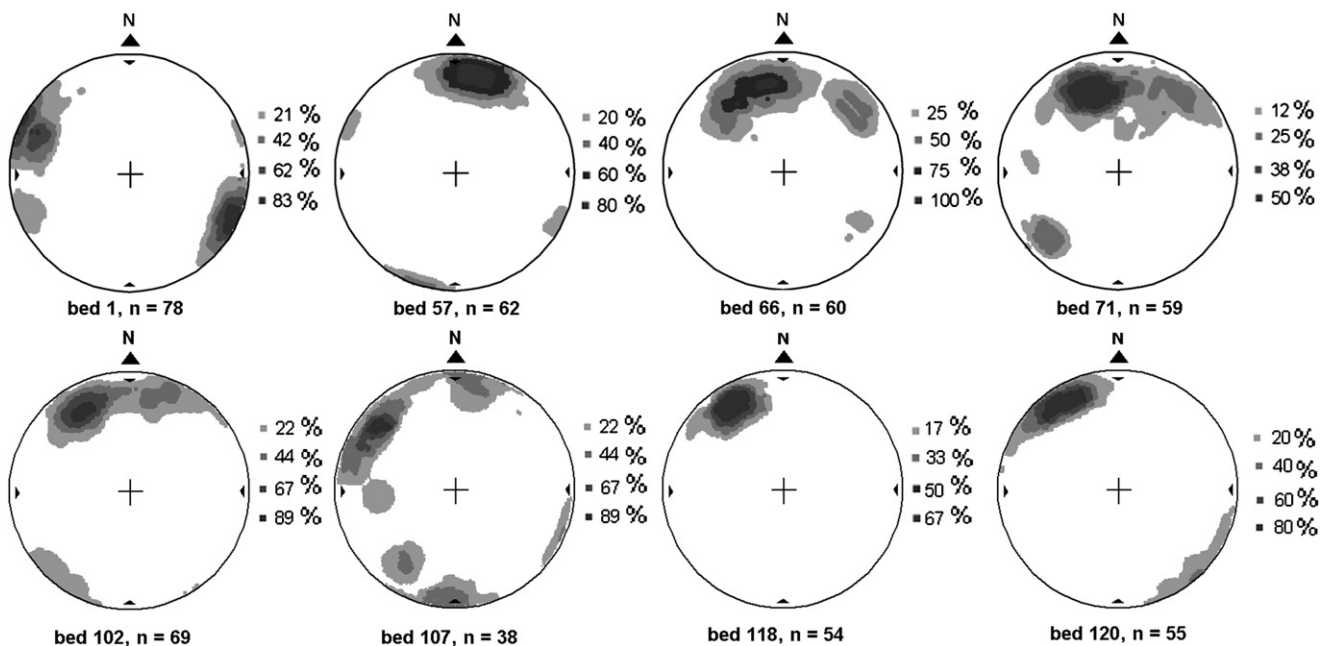 N
N
N
N
21 %
42 %
62 %
83 %
20 %
40 %
60 %
80 %
25 %
50 %
75 %
100 %
12 %
25 %
38 %
50 %
bed 1, n = 78
bed 57, n = 62
bed 66, n = 60
bed 71, n = 59
N
N
N
N
22 %
44 %
67 %
89 %
22 %
44 %
67 %
89 %
17 %
33 %
50 %
67 %
20 %
40 %
60 %
80 %
bed 102, n = 69
bed 107, n = 38
bed 118, n = 54
bed 120, n = 55